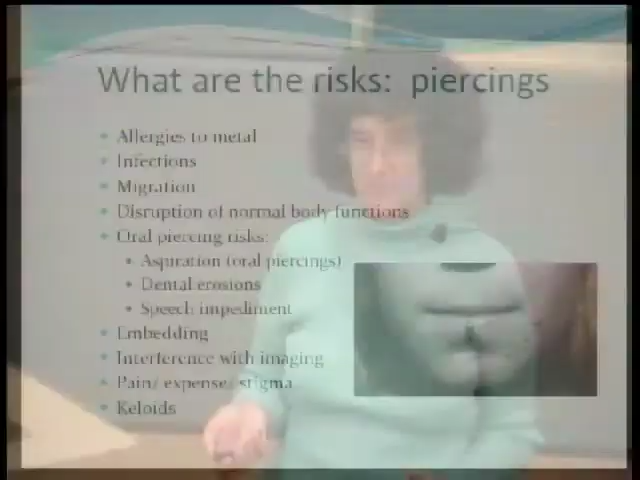 What are the risks: piercings
Allergies to metal
Infections
Migration
Disruption of normal body functions
Oral piercing risks:
Aspiration (oral piercings)
Dental erosions
Speech impediment
Embedding
Interference with imaging
Pain/ expense/ stigma
Keloids